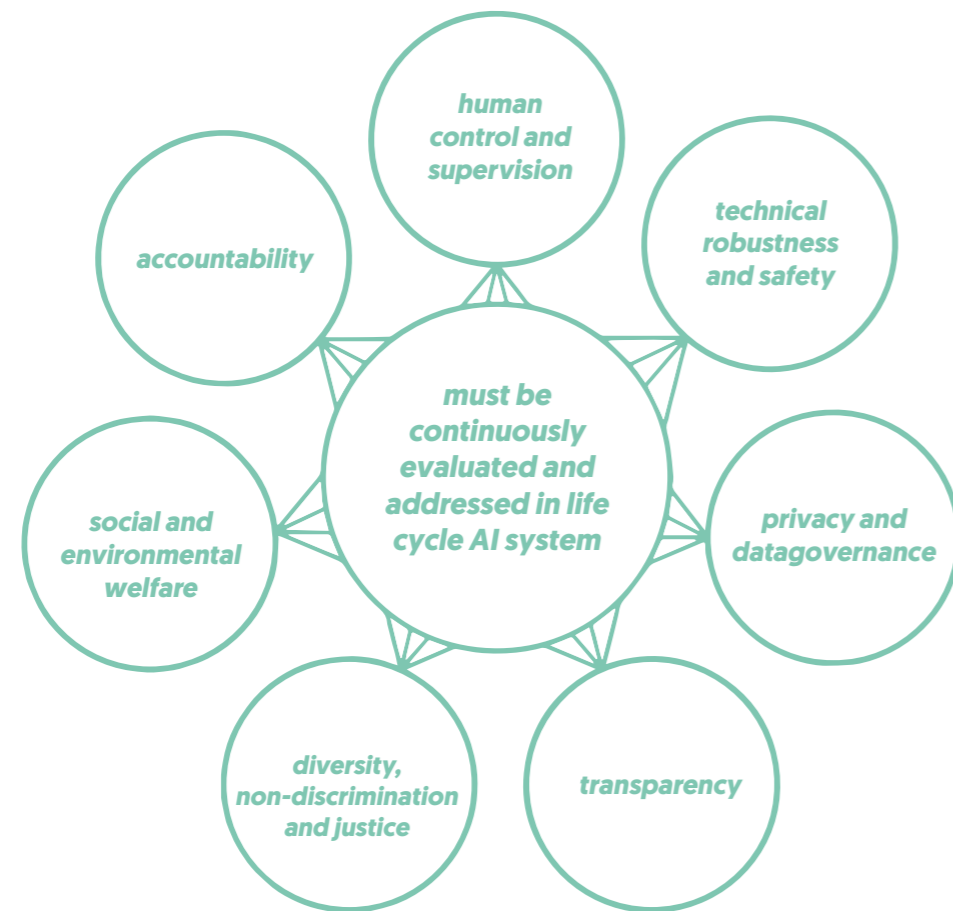 human
control and
supervision
technical
robustness
and safety
privacy and
datagovernance
transparency
diversity,
non-discrimination
and justice
social and
environmental
welfare
accountability
must be
continuously
evaluated and
addressed in life
cycle AI system